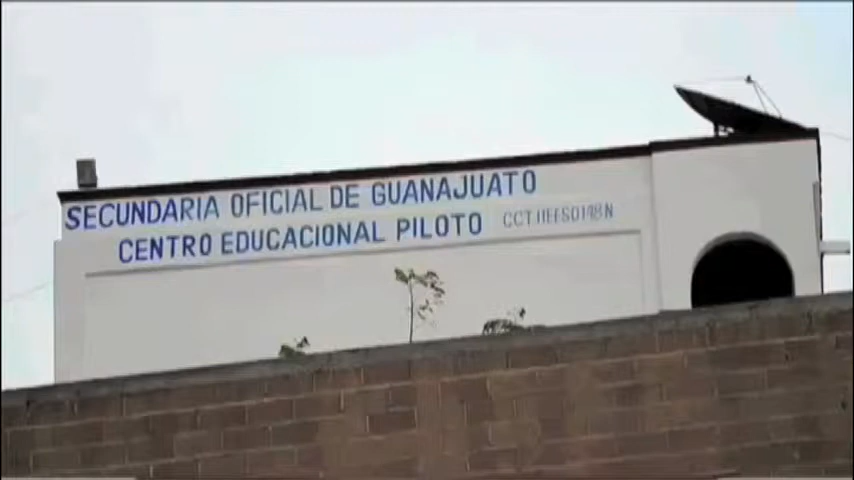 SECUNDARIA OFICIAL DE GUANAJUATO
CENTRO EDUCACIONAL PILOTO